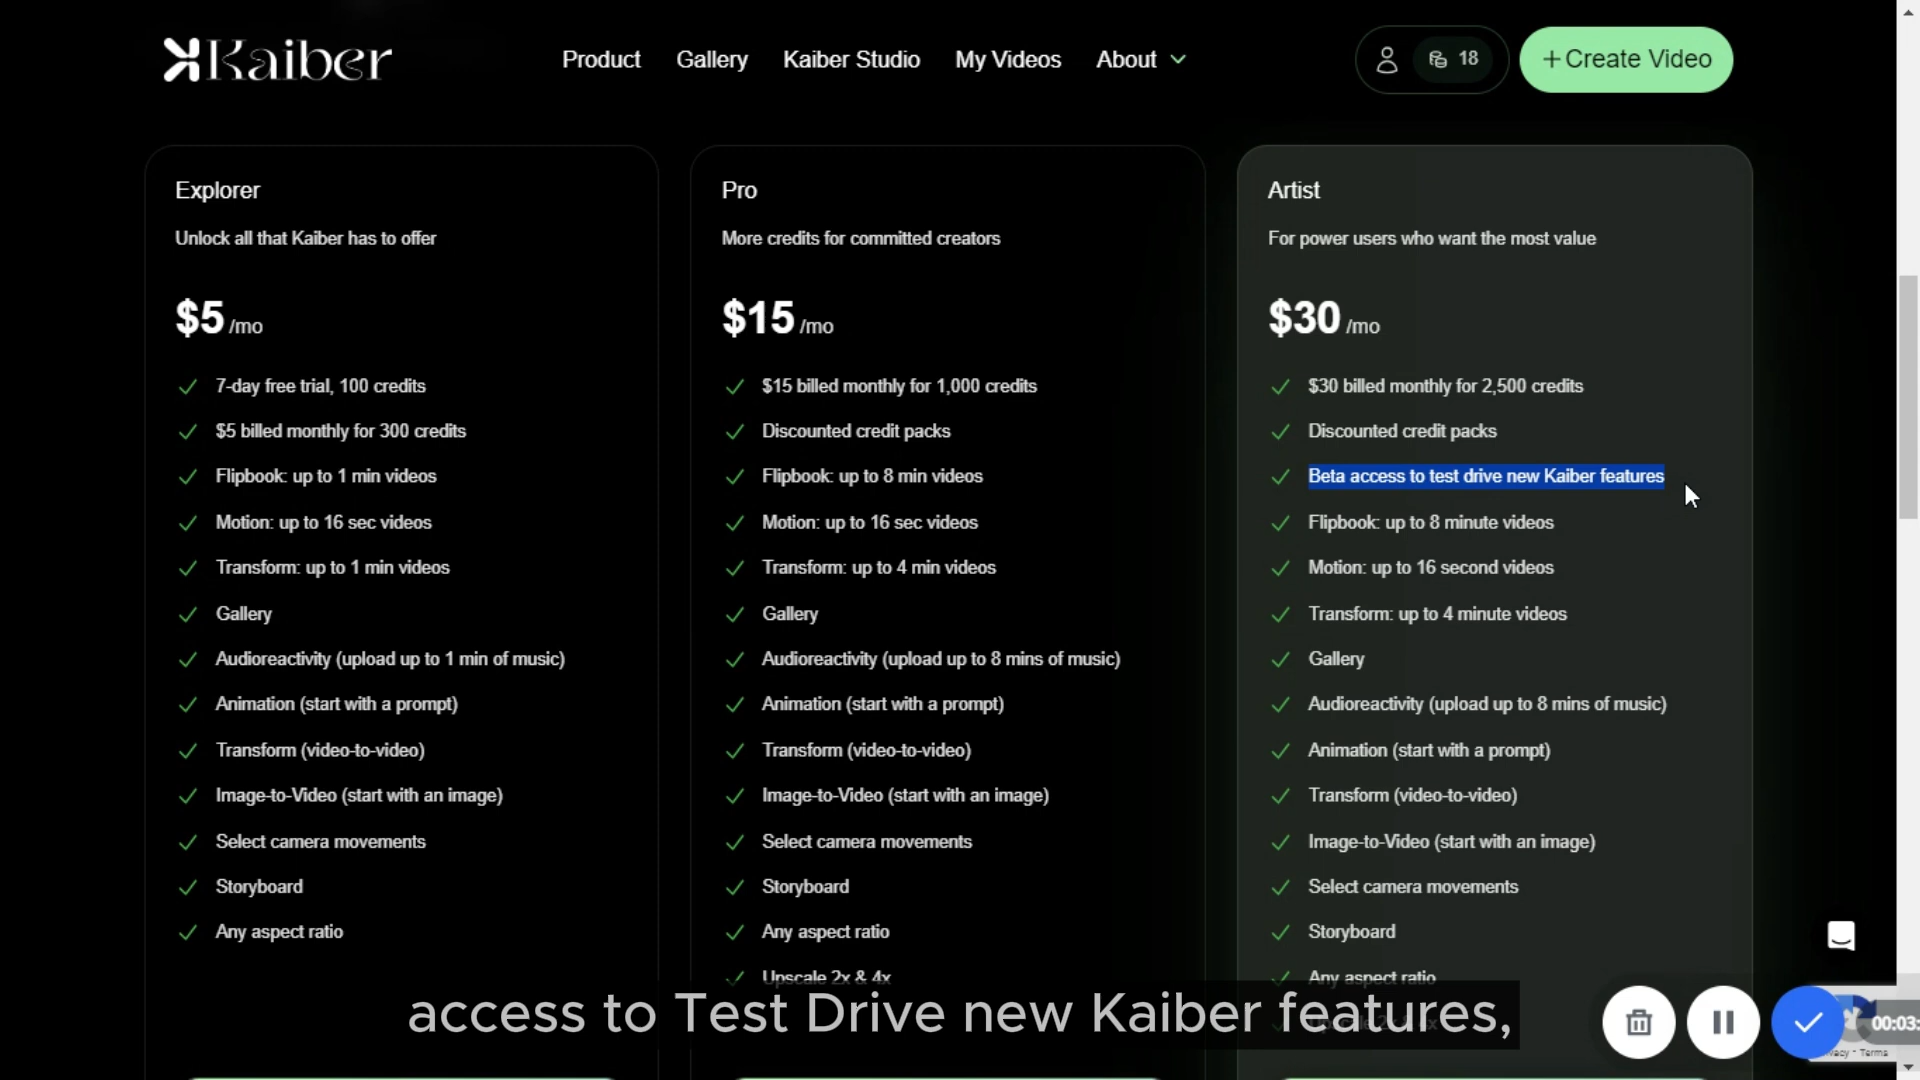 Kaiber
Product
Gallery
Kaiber Studio
My Videos
About
18
+Create Video
Explorer
Unlock all that Kaiber has to offer
$5 /mo
7-day free trial, 100 credits
$5 billed monthly for 300 credits
Flipbook: up to 1 min videos
Motion: up to 16 sec videos
Transform: up to 1 min videos
Gallery
Audioreactivity (upload up to 1 min of music)
Animation (start with a prompt)
Transform (video-to-video)
Image-to-Video (start with an image)
Select camera movements
Storyboard
Any aspect ratio
Pro
More credits for committed creators
$15 /mo
$15 billed monthly for 1,000 credits
Discounted credit packs
Flipbook: up to 8 min videos
Motion: up to 16 sec videos
Transform: up to 4 min videos
Gallery
Audioreactivity (upload up to 8 mins of music)
Animation (start with a prompt)
Transform (video-to-video)
Image-to-Video (start with an image)
Select camera movements
Storyboard
Any aspect ratio
Upscale 2x & 4x
Artist
For power users who want the most value
$30 /mo
$30 billed monthly for 2,500 credits
Discounted credit packs
Beta access to test drive new Kaiber features
Flipbook: up to 8 minute videos
Motion: up to 16 second videos
Transform: up to 4 minute videos
Gallery
Audioreactivity (upload up to 8 mins of music)
Animation (start with a prompt)
Transform (video-to-video)
Image-to-Video (start with an image)
Select camera movements
Storyboard
Any aspect ratio
access to Test Drive new Kaiber features,
00:03:
Terms